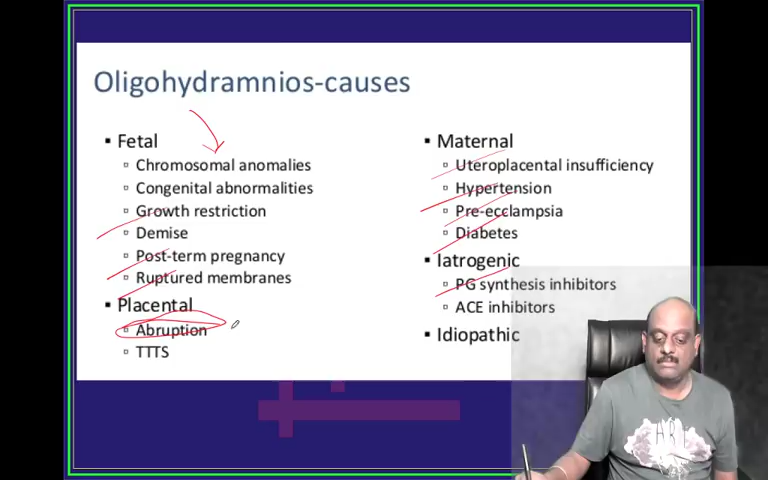 Oligohydramnios-causes
▪ Fetal
▫ Chromosomal anomalies
▫ Congenital abnormalities
▫ Growth restriction
▫ Demise
▫ Post-term pregnancy
▫ Ruptured membranes
▪ Placental
▫ Abruption
▫ TTTS
▪ Maternal
▫ Uteroplacental insufficiency
▫ Hypertension
▫ Pre-ecclampsia
▫ Diabetes
▪ Iatrogenic
▫ PG synthesis inhibitors
▫ ACE inhibitors
▪ Idiopathic